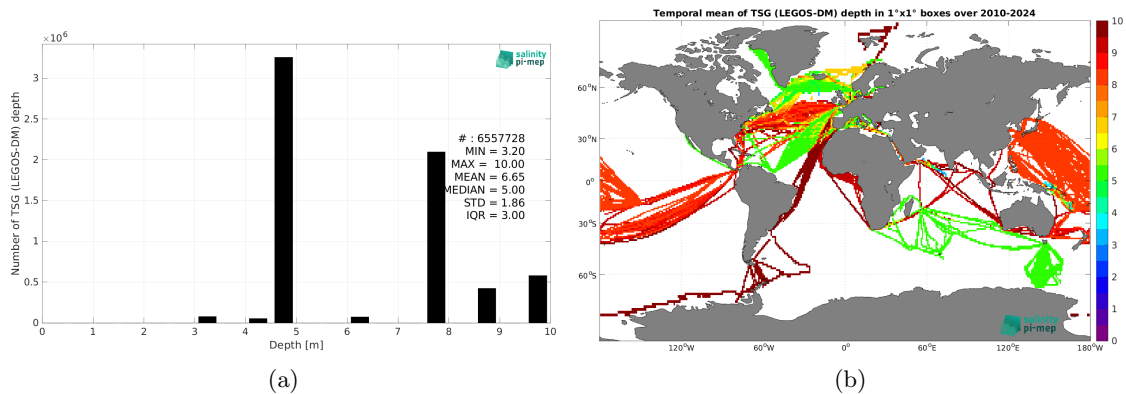 ×10⁶
salinity
pi-mep
3
2.5
2
1.5
1
0.5
0
Number of TSG (LEGOS-DM) depth
# : 6557728
MIN = 3.20
MAX = 10.00
MEAN = 6.65
MEDIAN = 5.00
STD = 1.86
IQR = 3.00
0 1 2 3 4 5 6 7 8 9 10
Depth [m]
(a)
Temporal mean of TSG (LEGOS-DM) depth in 1°x1° boxes over 2010-2024
60°N
30°N
0°
30°S
60°S
120°W 60°W 0° 60°E 120°E 180°W
salinity
pi-mep
10
9
8
7
6
5
4
3
2
1
0
(b)